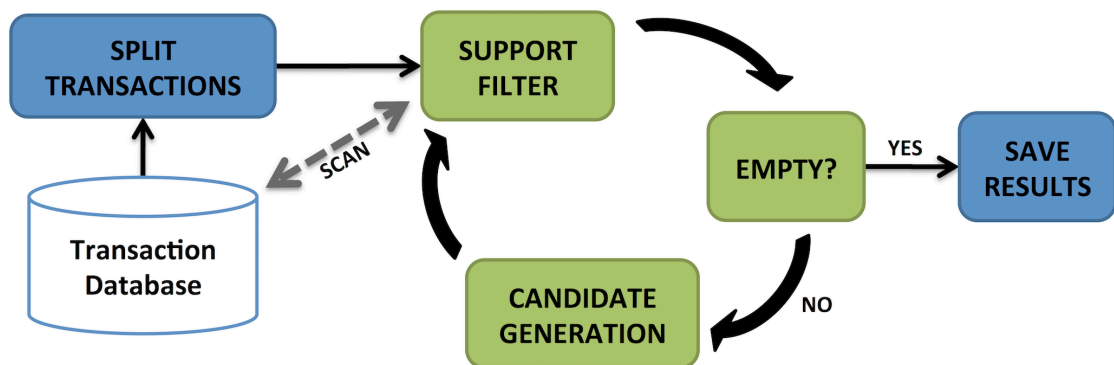 SPLIT
TRANSACTIONS
SUPPORT
FILTER
SCAN
EMPTY?
YES
SAVE
RESULTS
Transaction
Database
CANDIDATE
GENERATION
NO